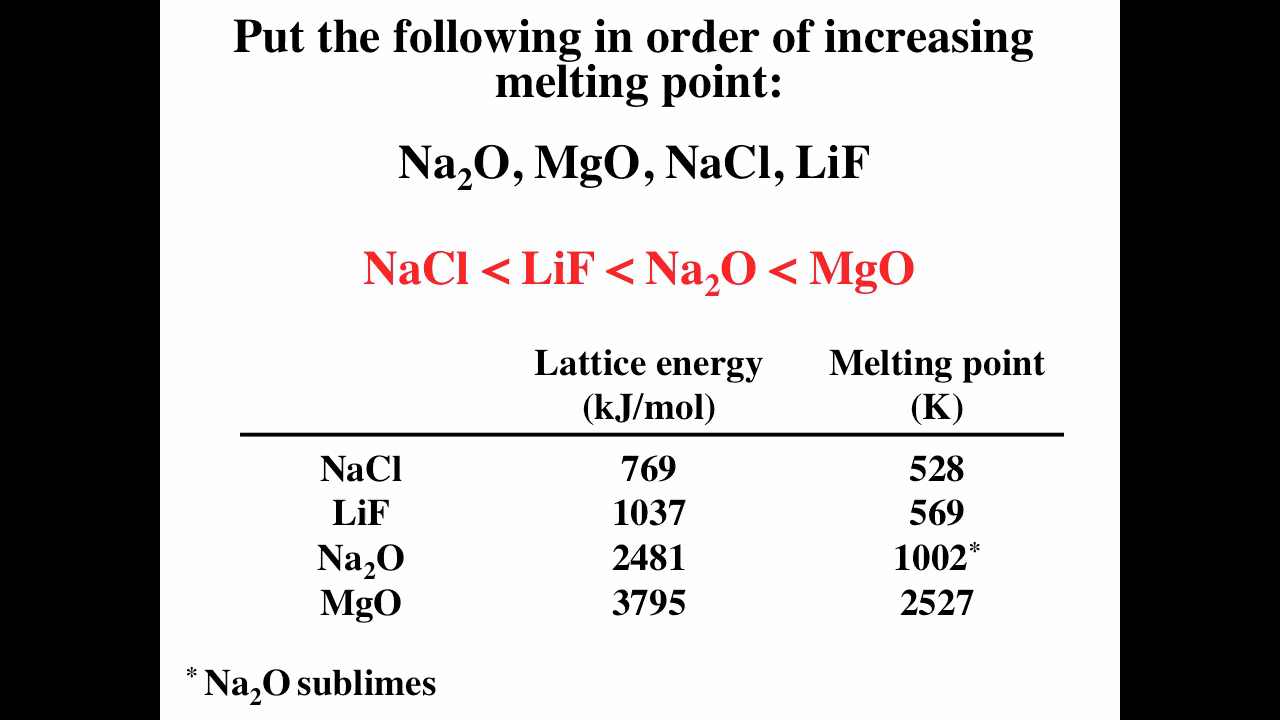 Put the following in order of increasing
melting point:
Na₂O, MgO, NaCl, LiF
NaCl < LiF < Na₂O < MgO
Lattice energy Melting point
(kJ/mol) (K)
NaCl 769 528
LiF 1037 569
Na₂O 2481 1002*
MgO 3795 2527
* Na₂O sublimes